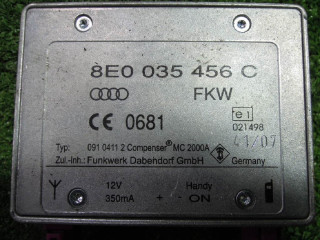 8E0 035 456 C
FKW
e1
CE 0681
021498
41/07
Typ: 091 0411 2 Compenser® MC 2000A
Zul.-Inh.: Funkwerk Dabendorf GmbH Germany
12V Handy
350mA + - ON